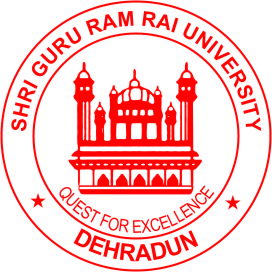 SHRI GURU RAM RAI UNIVERSITY
QUEST FOR EXCELLENCE
DEHRADUN